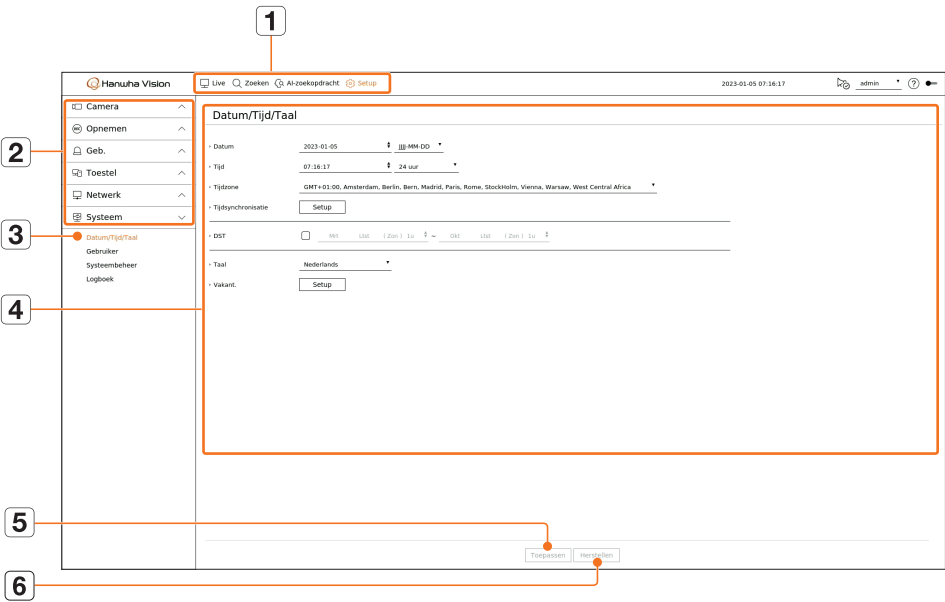 1
Hanwha Vision Live Zoeken AI-zoekopdracht Setup 2023-01-05 07:16:17 admin ?
Camera
Opnemen
Geb.
Toestel
Netwerk
Systeem
Datum/Tijd/Taal
Gebruiker
Systeembeheer
Logboek
2
3
4
Datum/Tijd/Taal
Datum 2023-01-05 JJJJ-MM-DD
Tijd 07:16:17 24 uur
Tijdzone GMT+01:00, Amsterdam, Berlin, Bern, Madrid, Paris, Rome, StockHolm, Vienna, Warsaw, West Central Africa
Tijdsynchronisatie Setup
DST Mrt (Zon) 1u ~ Okt (Zon) 1u
Taal Nederlands
Vakant. Setup
5
Toepassen Herstellen
6